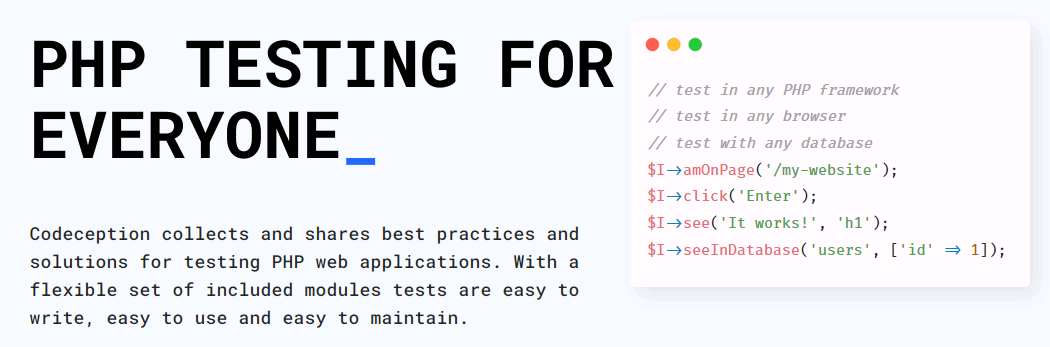 PHP TESTING FOR
EVERYONE_
Codeception collects and shares best practices and
solutions for testing PHP web applications. With a
flexible set of included modules tests are easy to
write, easy to use and easy to maintain.
// test in any PHP framework
// test in any browser
// test with any database
$I->amOnPage('/my-website');
$I->click('Enter');
$I->see('It works!', 'h1');
$I->seeInDatabase('users', ['id' => 1]);